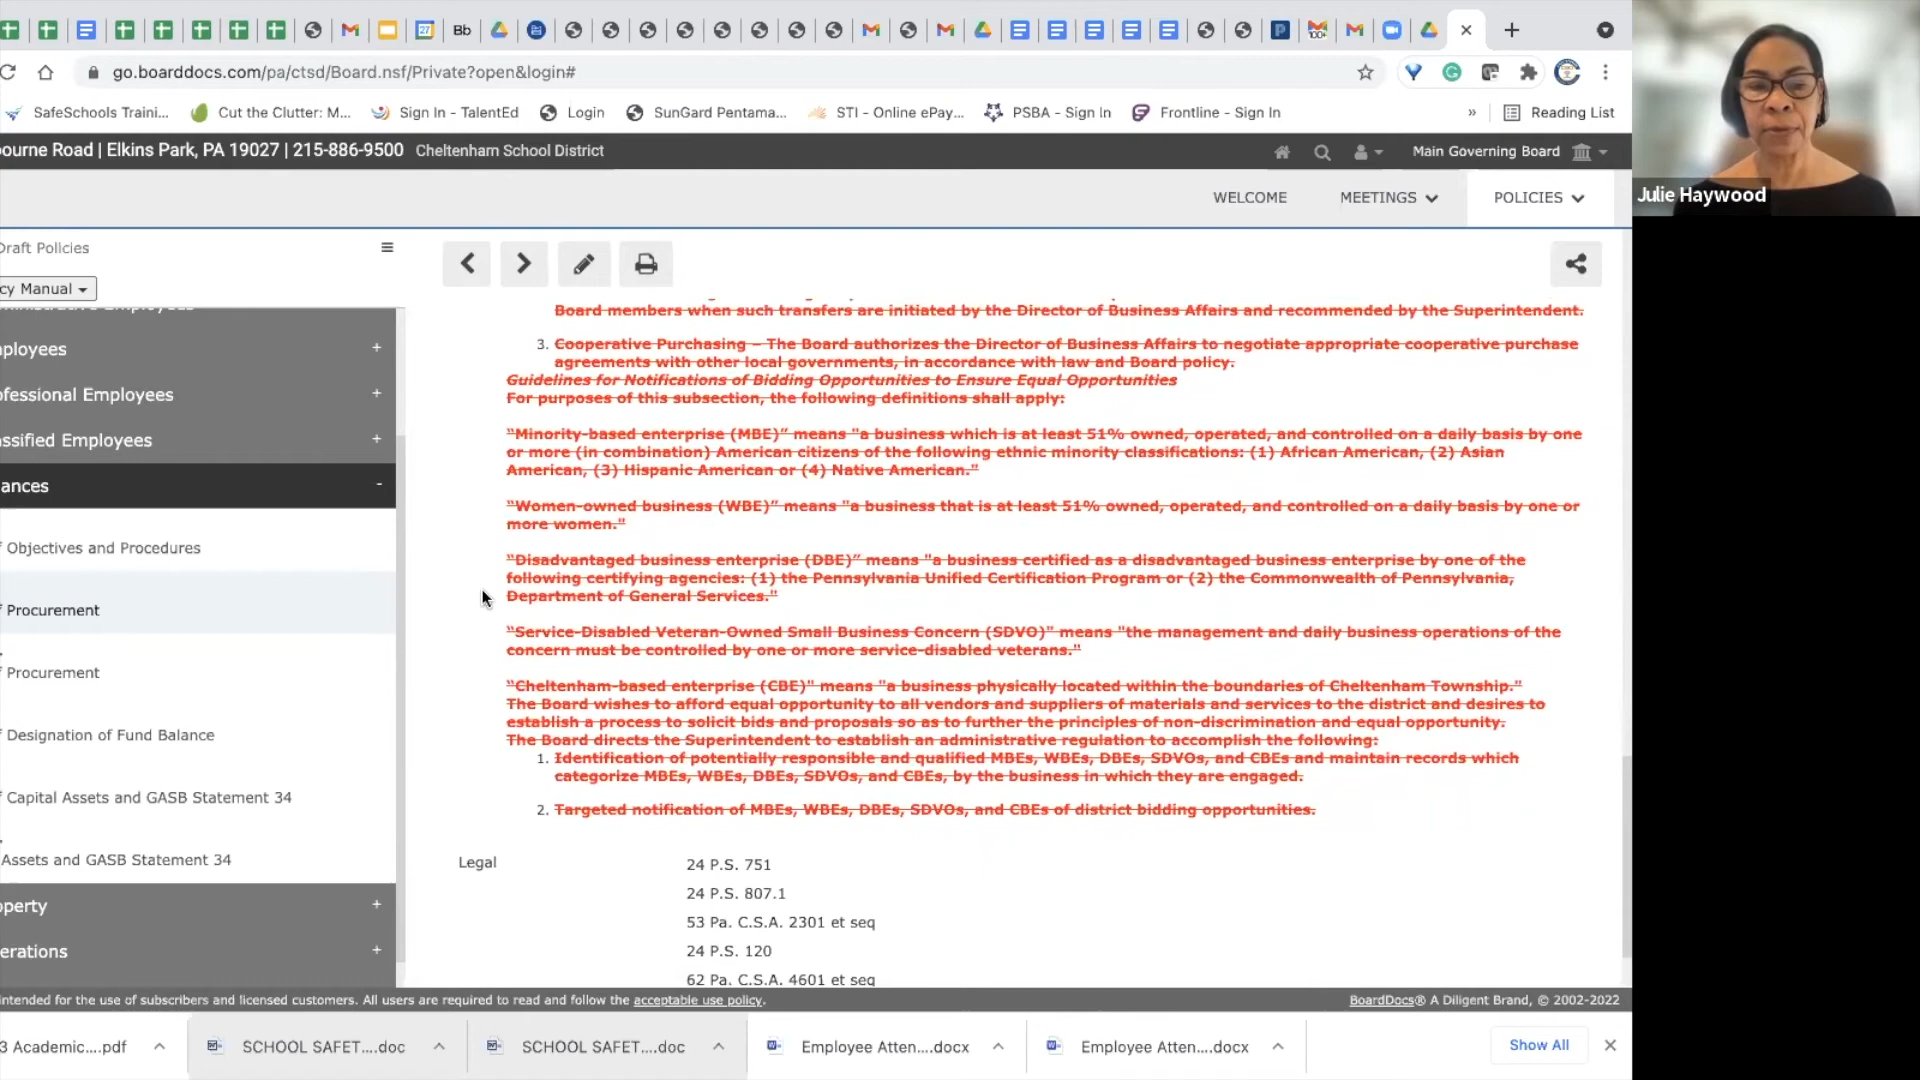 Bb
go.boarddocs.com/pa/ctsd/Board.nsf/Private?open&login#
SafeSchools Traini... Cut the Clutter: M... Sign In - TalentEd Login SunGard Pentama... STI - Online ePay... PSBA - Sign In Frontline - Sign In » Reading List
ourne Road | Elkins Park, PA 19027 | 215-886-9500 Cheltenham School District Main Governing Board
WELCOME MEETINGS POLICIES
Julie Haywood
Draft Policies
cy Manual
ployees +
ofessional Employees +
assified Employees +
ances -
Objectives and Procedures
Procurement
Procurement
Designation of Fund Balance
Capital Assets and GASB Statement 34
Assets and GASB Statement 34
operty +
erations +
Board members when such transfers are initiated by the Director of Business Affairs and recommended by the Superintendent.
3. Cooperative Purchasing – The Board authorizes the Director of Business Affairs to negotiate appropriate cooperative purchase
agreements with other local governments, in accordance with law and Board policy.
Guidelines for Notifications of Bidding Opportunities to Ensure Equal Opportunities
For purposes of this subsection, the following definitions shall apply:
“Minority-based enterprise (MBE)” means "a business which is at least 51% owned, operated, and controlled on a daily basis by one
or more (in combination) American citizens of the following ethnic minority classifications: (1) African American, (2) Asian
American, (3) Hispanic American or (4) Native American."
“Women-owned business (WBE)” means "a business that is at least 51% owned, operated, and controlled on a daily basis by one or
more women."
“Disadvantaged business enterprise (DBE)” means "a business certified as a disadvantaged business enterprise by one of the
following certifying agencies: (1) the Pennsylvania Unified Certification Program or (2) the Commonwealth of Pennsylvania,
Department of General Services."
“Service-Disabled Veteran-Owned Small Business Concern (SDVO)" means "the management and daily business operations of the
concern must be controlled by one or more service-disabled veterans."
“Cheltenham-based enterprise (CBE)" means "a business physically located within the boundaries of Cheltenham Township."
The Board wishes to afford equal opportunity to all vendors and suppliers of materials and services to the district and desires to
establish a process to solicit bids and proposals so as to further the principles of non-discrimination and equal opportunity.
The Board directs the Superintendent to establish an administrative regulation to accomplish the following:
1. Identification of potentially responsible and qualified MBEs, WBEs, DBEs, SDVOs, and CBEs and maintain records which
categorize MBEs, WBEs, DBEs, SDVOs, and CBEs, by the business in which they are engaged.
2. Targeted notification of MBEs, WBEs, DBEs, SDVOs, and CBEs of district bidding opportunities.
Legal
24 P.S. 751
24 P.S. 807.1
53 Pa. C.S.A. 2301 et seq
24 P.S. 120
62 Pa. C.S.A. 4601 et seq
intended for the use of subscribers and licensed customers. All users are required to read and follow the acceptable use policy. BoardDocs® A Diligent Brand, © 2002-2022
3 Academic....pdf SCHOOL SAFET....doc SCHOOL SAFET....doc Employee Atten....docx Employee Atten....docx Show All